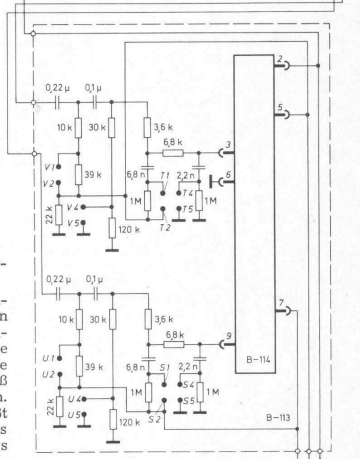 2
0,22 µ 0,1 µ
5
10 k 30 k 3,6 k
6,8 k 3
V1 39 k 6,8 n T1 2,2 n 6
V2 T4
22 k V4 1M T5 1M
V5 120 k T2
0,22 µ 0,1 µ
7
10 k 30 k 3,6 k
6,8 k 9
U1 39 k 6,8 n S1 2,2 n B-114
U2 S4
22 k U4 1M S5 1M B-113
U5 120 k S2
-
-
n
-
e
e
ß
n.
ßt
s
s